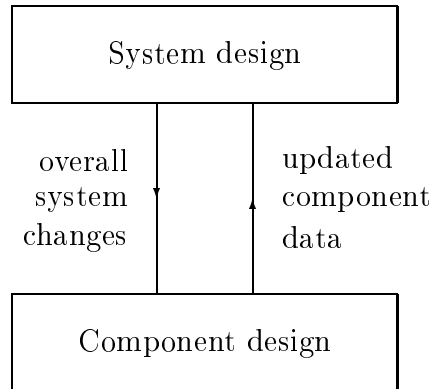 System design
overall
system
changes
updated
component
data
Component design